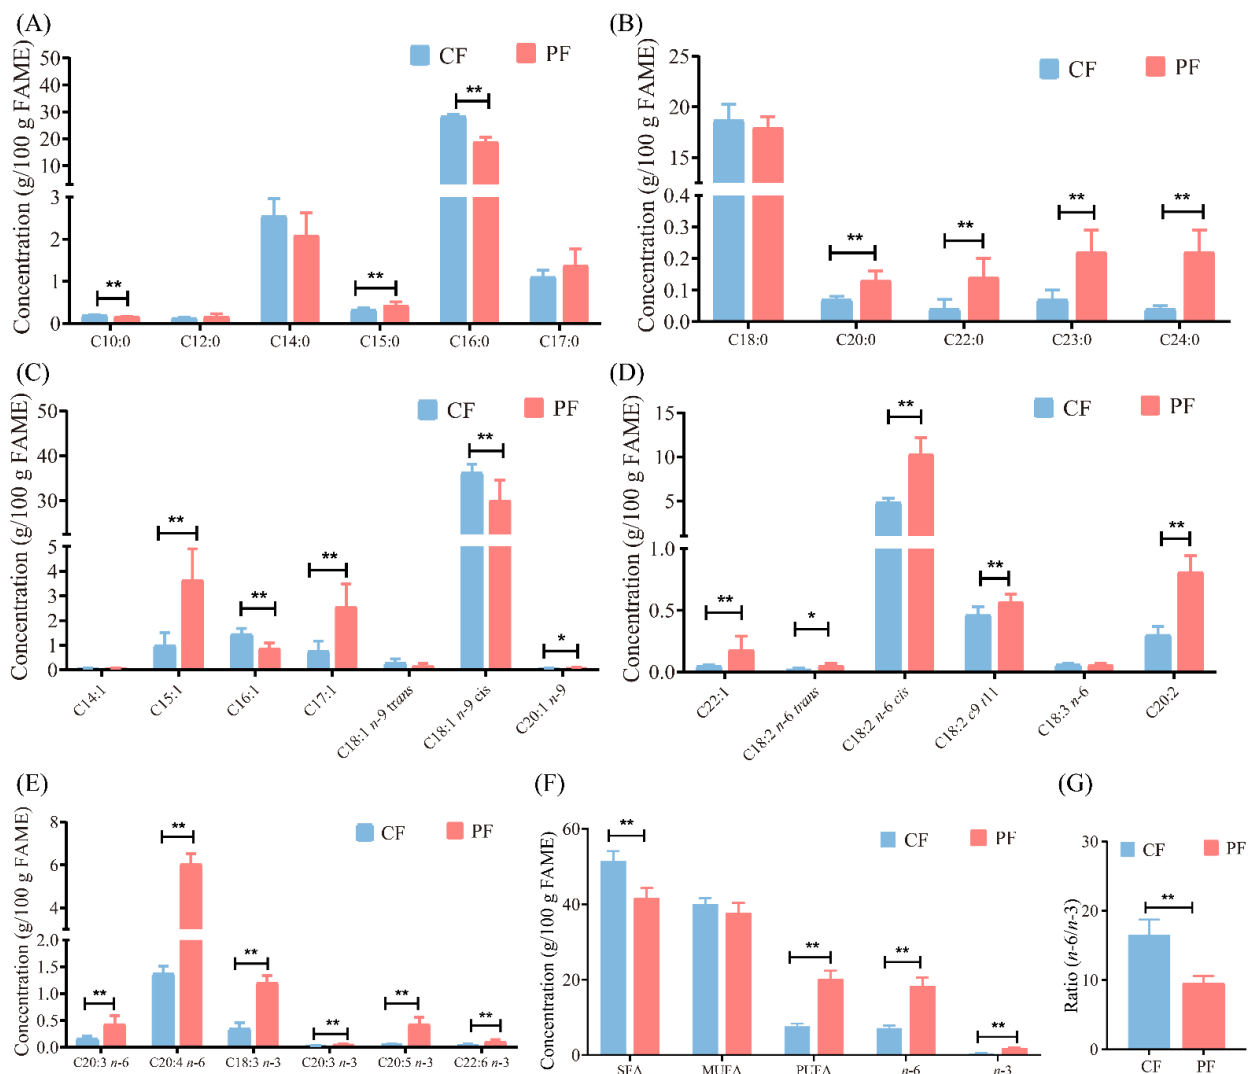 (A)
CF PF
Concentration (g/100 g FAME)
50
40
30
20
10
3
2
1
0
** ** **
C10:0 C12:0 C14:0 C15:0 C16:0 C17:0
(B)
CF PF
Concentration (g/100 g FAME)
25
20
15
0.4
0.3
0.2
0.1
0.0
** ** ** **
C18:0 C20:0 C22:0 C23:0 C24:0
(C)
CF PF
Concentration (g/100 g FAME)
50
40
30
5
4
3
2
1
0
** ** ** ** *
C14:1 C15:1 C16:1 C17:1 C18:1 n-9 trans C18:1 n-9 cis C20:1 n-9
(D)
CF PF
Concentration (g/100 g FAME)
15
10
5
1.0
0.5
0.0
** * ** ** **
C22:1 C18:2 n-6 trans C18:2 n-6 cis C18:2 c9 t11 C18:3 n-6 C20:2
(E)
CF PF
Concentration (g/100 g FAME)
8
6
4
2.0
1.5
1.0
0.5
0.0
** ** ** ** ** **
C20:3 n-6 C20:4 n-6 C18:3 n-3 C20:3 n-3 C20:5 n-3 C22:6 n-3
(F)
CF PF
Concentration (g/100 g FAME)
60
40
20
0
** ** ** **
SFA MUFA PUFA n-6 n-3
(G)
CF PF
Ratio (n-6/n-3)
30
20
10
0
**
CF PF